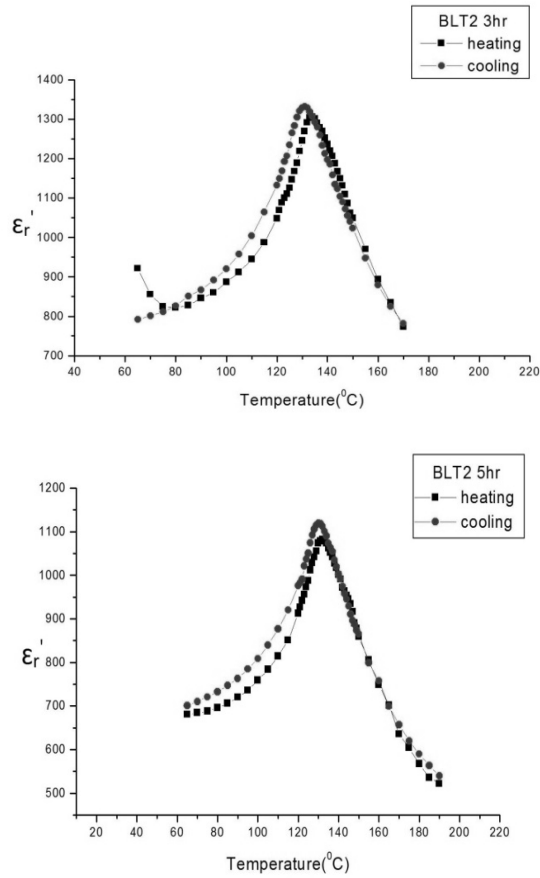 BLT2 3hr
heating
cooling
1400
1300
1200
1100
1000
900
800
700
εr'
40 60 80 100 120 140 160 180 200 220
Temperature(⁰C)
BLT2 5hr
heating
cooling
1200
1100
1000
900
800
700
600
500
εr'
20 40 60 80 100 120 140 160 180 200 220
Temperature(⁰C)